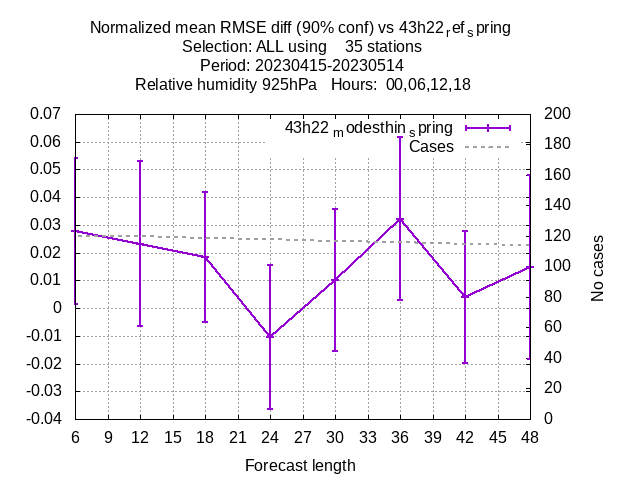 Normalized mean RMSE diff (90% conf) vs 43h22refspring
Selection: ALL using    35 stations
Period: 20230415-20230514
Relative humidity 925hPa   Hours:  00,06,12,18
43h22modesthinspring
Cases
0.07
0.06
0.05
0.04
0.03
0.02
0.01
0
-0.01
-0.02
-0.03
-0.04
200
180
160
140
120
100
80
60
40
20
0
No cases
6 9 12 15 18 21 24 27 30 33 36 39 42 45 48
Forecast length